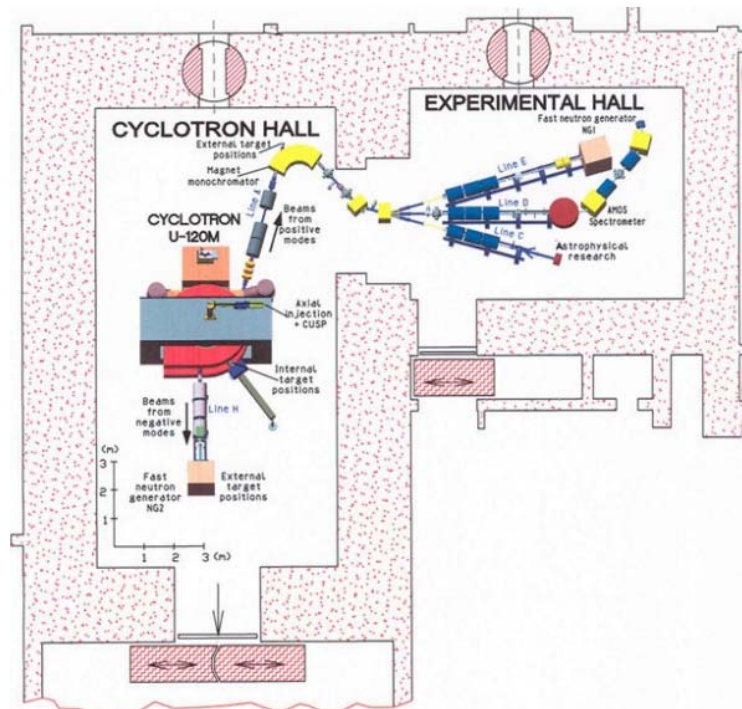 CYCLOTRON HALL
EXPERIMENTAL HALL
Fast neutron
generator
NG1
External target
positions
Magnet
monochromator
Line A
Line E
Line D
Line C
AMOS
Spectrometer
Astrophysical
research
CYCLOTRON
U-120M
Beams
from
positive
modes
Axial
injection
+ CUSP
Internal
target
positions
Beams
from
negative
modes
Line H
(m)
3
2
1
Fast
neutron
generator
NG2
External
target
positions
1 2 3 (m)